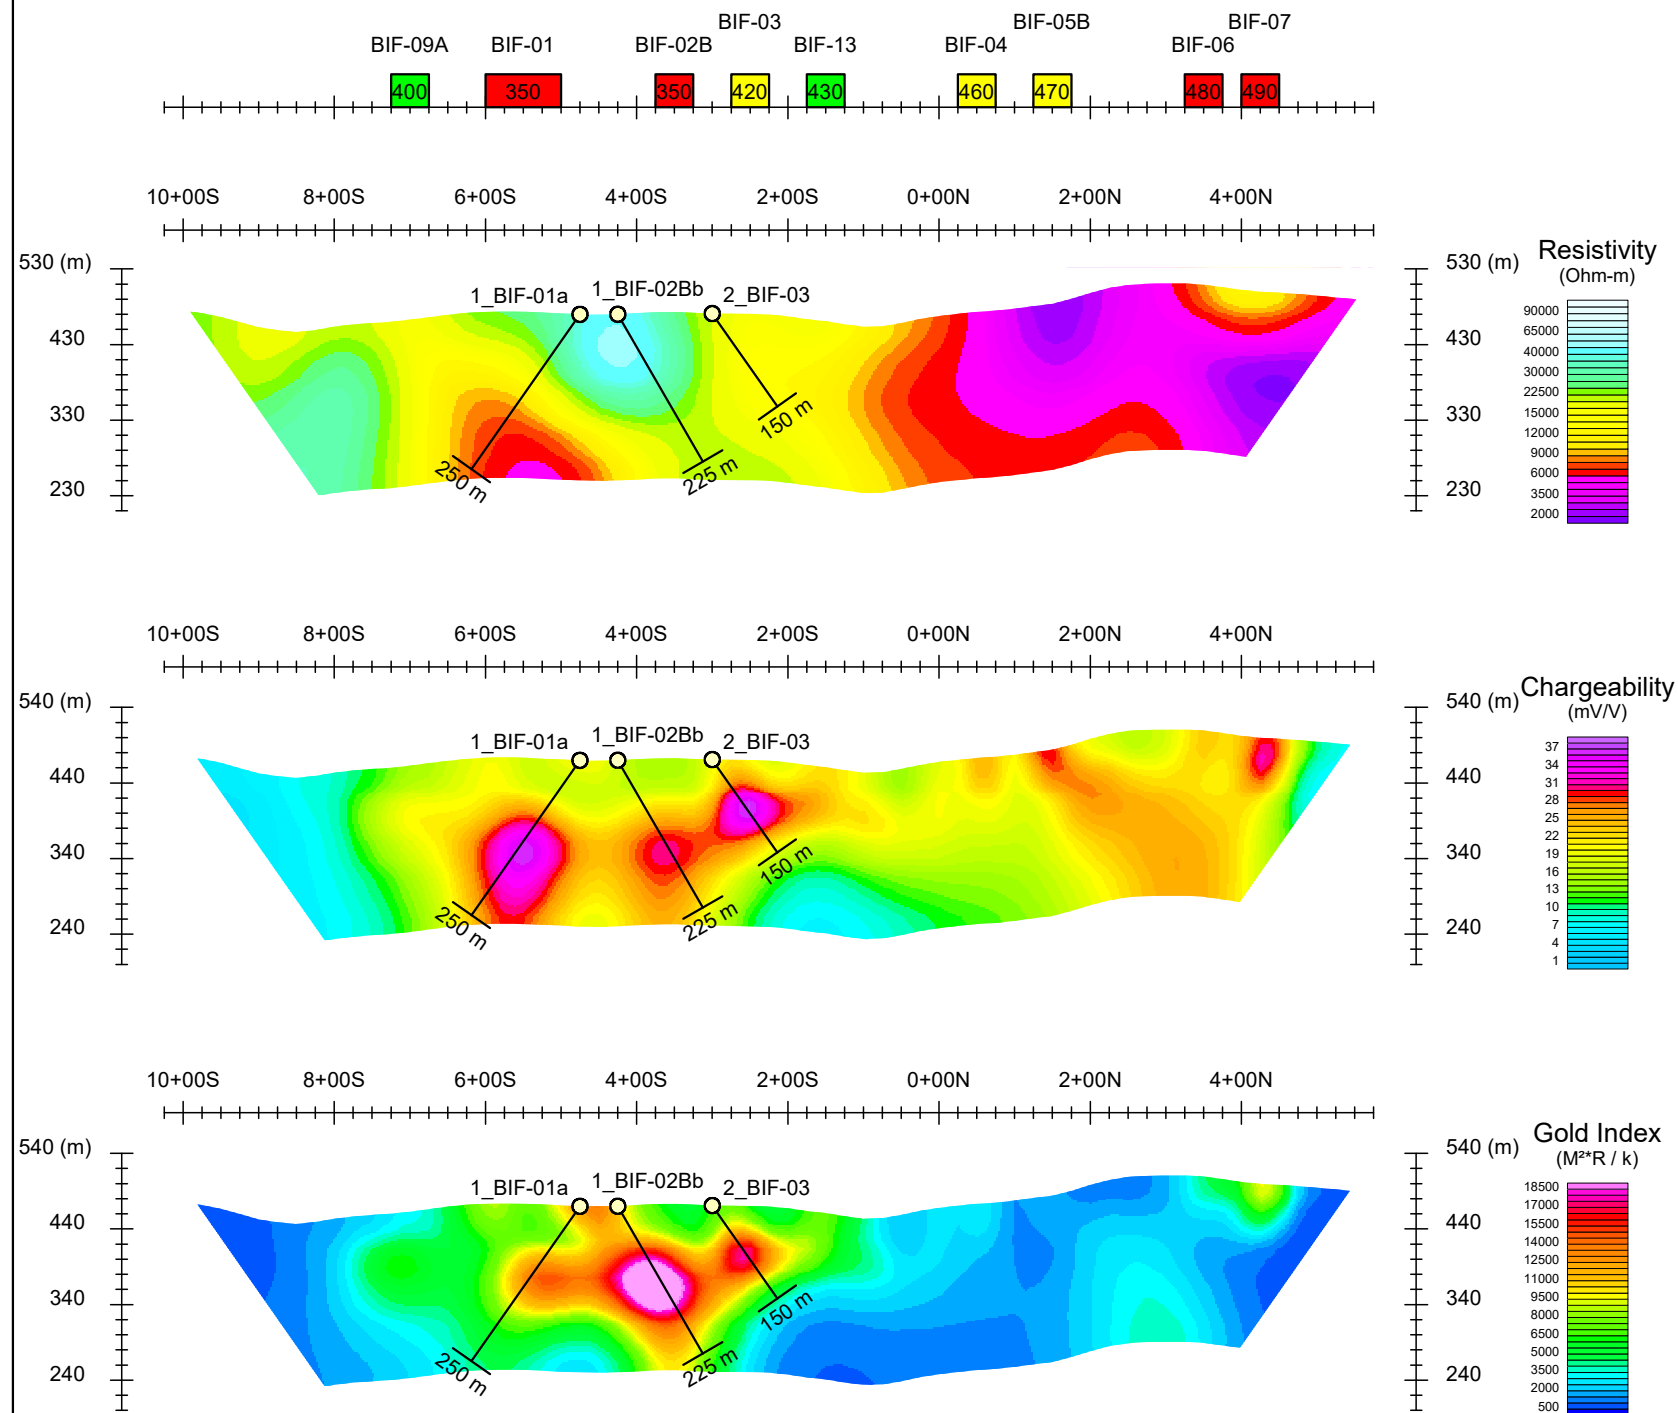 BIF-03 BIF-05B BIF-07
BIF-09A BIF-01 BIF-02B BIF-13 BIF-04 BIF-06
400 350 350 420 430 460 470 480 490
10+00S 8+00S 6+00S 4+00S 2+00S 0+00N 2+00N 4+00N
530 (m) 530 (m)
1_BIF-01a 1_BIF-02Bb 2_BIF-03
430 430
330 330
230 230
250 m 225 m 150 m
Resistivity
(Ohm-m)
90000
65000
40000
30000
22500
15000
12000
9000
6000
3500
2000
10+00S 8+00S 6+00S 4+00S 2+00S 0+00N 2+00N 4+00N
540 (m) 540 (m)
1_BIF-01a 1_BIF-02Bb 2_BIF-03
440 440
340 340
240 240
250 m 225 m 150 m
Chargeability
(mV/V)
37
34
31
28
25
22
19
16
13
10
7
4
1
10+00S 8+00S 6+00S 4+00S 2+00S 0+00N 2+00N 4+00N
540 (m) 540 (m)
1_BIF-01a 1_BIF-02Bb 2_BIF-03
440 440
340 340
240 240
250 m 225 m 150 m
Gold Index
(M²*R / k)
18500
17000
15500
14000
12500
11000
9500
8000
6500
5000
3500
2000
500